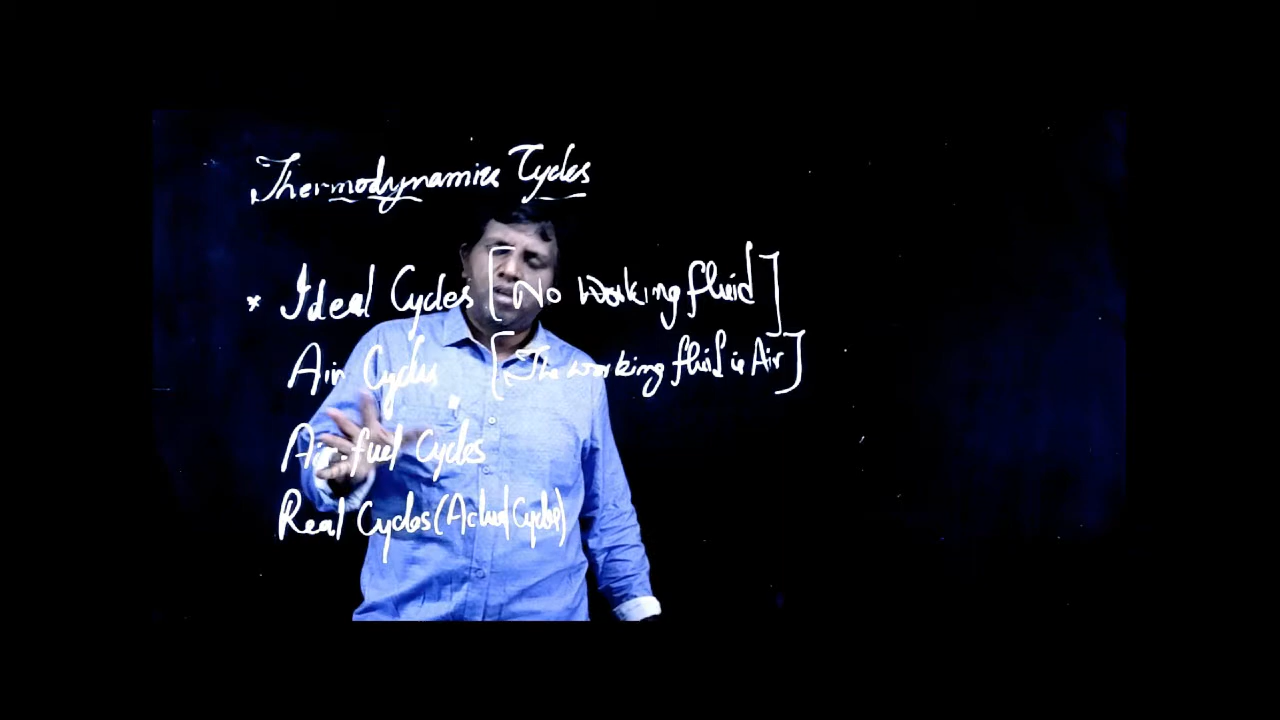 Thermodynamics Cycles
* Ideal Cycles [No working fluid]
Air Cycles [The working fluid is Air]
Air-fuel Cycles
Real Cycles (Actual Cycles)